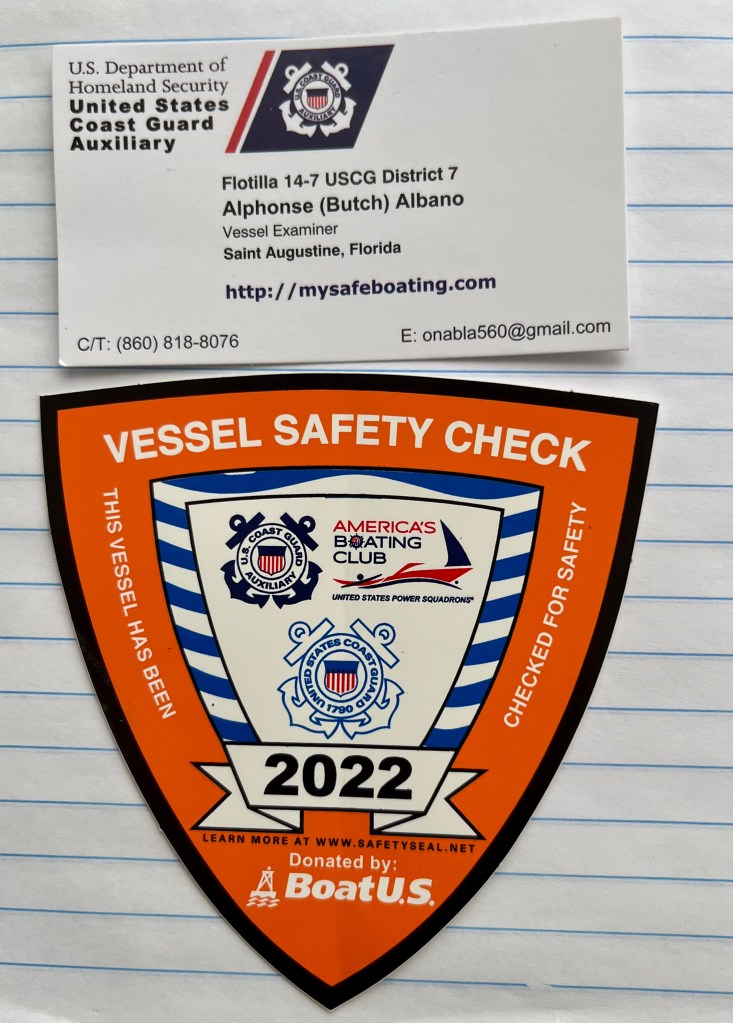 U.S. Department of
Homeland Security
United States
Coast Guard
Auxiliary
U.S. COAST GUARD
AUXILIARY
Flotilla 14-7 USCG District 7
Alphonse (Butch) Albano
Vessel Examiner
Saint Augustine, Florida
http://mysafeboating.com
C/T: (860) 818-8076
E: onabla560@gmail.com
VESSEL SAFETY CHECK
THIS VESSEL HAS BEEN
CHECKED FOR SAFETY
U.S. COAST GUARD
AUXILIARY
AMERICA'S
BOATING
CLUB
UNITED STATES POWER SQUADRONS®
UNITED STATES COAST GUARD
1790
2022
LEARN MORE AT WWW.SAFETYSEAL.NET
Donated by:
BoatU.S.